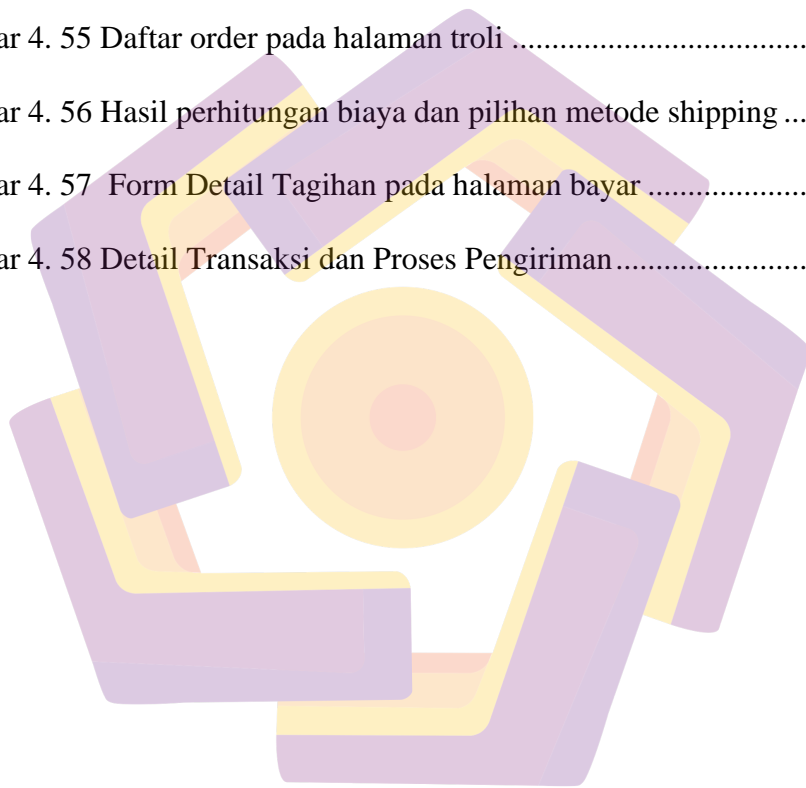 ar 4. 55 Daftar order pada halaman troli ....................................
ar 4. 56 Hasil perhitungan biaya dan pilihan metode shipping ...
ar 4. 57  Form Detail Tagihan pada halaman bayar ...................
ar 4. 58 Detail Transaksi dan Proses Pengiriman .......................